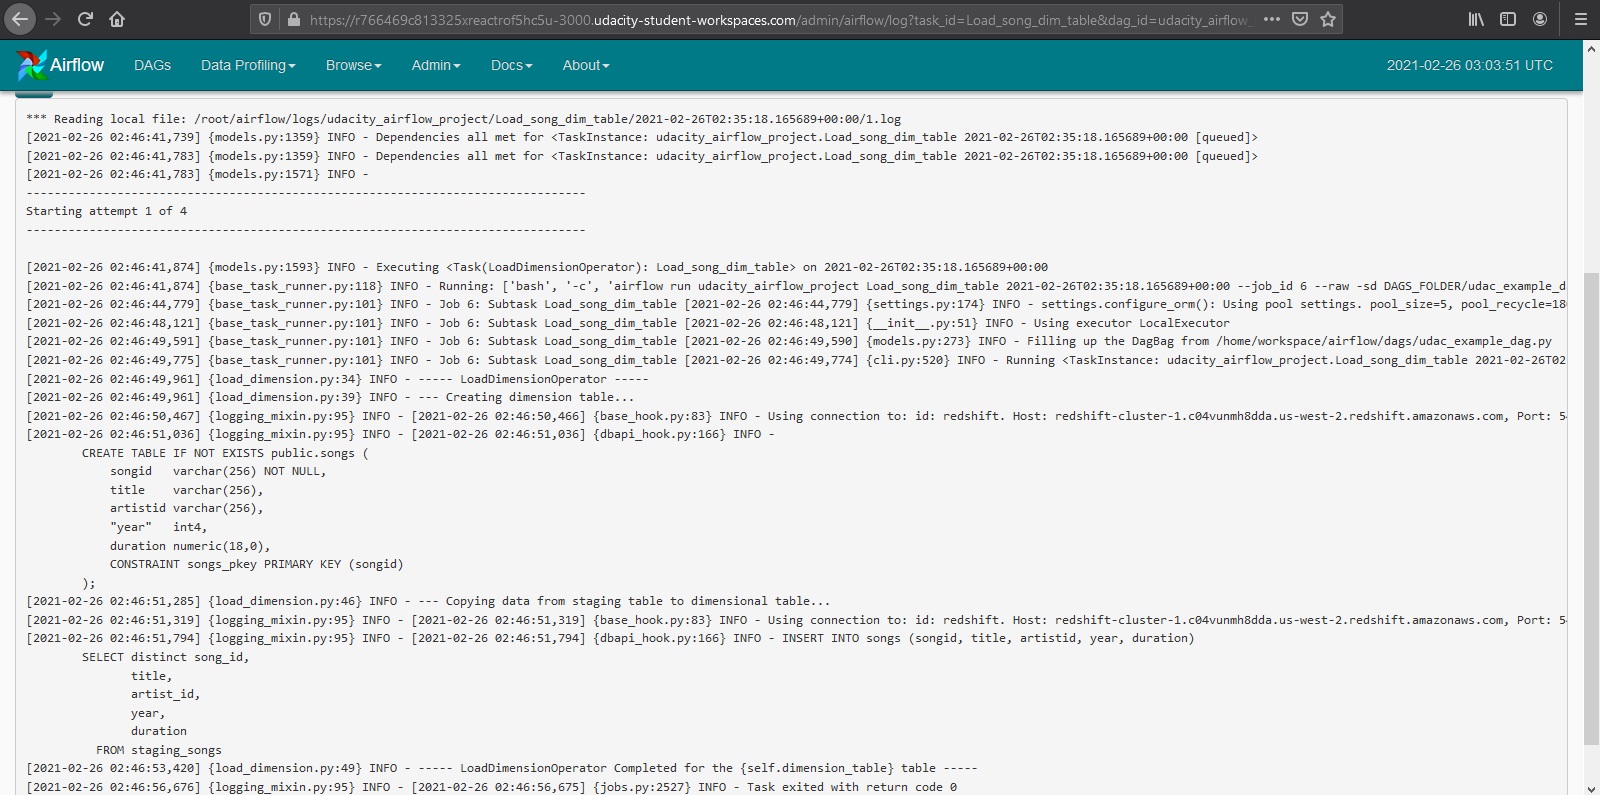 https://r766469c813325xreactrof5hc5u-3000.udacity-student-workspaces.com/admin/airflow/log?task_id=Load_song_dim_table&dag_id=udacity_airflow_
Airflow DAGs Data Profiling Browse Admin Docs About 2021-02-26 03:03:51 UTC
*** Reading local file: /root/airflow/logs/udacity_airflow_project/Load_song_dim_table/2021-02-26T02:35:18.165689+00:00/1.log
[2021-02-26 02:46:41,739] {models.py:1359} INFO - Dependencies all met for <TaskInstance: udacity_airflow_project.Load_song_dim_table 2021-02-26T02:35:18.165689+00:00 [queued]>
[2021-02-26 02:46:41,783] {models.py:1359} INFO - Dependencies all met for <TaskInstance: udacity_airflow_project.Load_song_dim_table 2021-02-26T02:35:18.165689+00:00 [queued]>
[2021-02-26 02:46:41,783] {models.py:1571} INFO -
--------------------------------------------------------------------------------
Starting attempt 1 of 4
--------------------------------------------------------------------------------
[2021-02-26 02:46:41,874] {models.py:1593} INFO - Executing <Task(LoadDimensionOperator): Load_song_dim_table> on 2021-02-26T02:35:18.165689+00:00
[2021-02-26 02:46:41,874] {base_task_runner.py:118} INFO - Running: ['bash', '-c', 'airflow run udacity_airflow_project Load_song_dim_table 2021-02-26T02:35:18.165689+00:00 --job_id 6 --raw -sd DAGS_FOLDER/udac_example_d
[2021-02-26 02:46:44,779] {base_task_runner.py:101} INFO - Job 6: Subtask Load_song_dim_table [2021-02-26 02:46:44,779] {settings.py:174} INFO - settings.configure_orm(): Using pool settings. pool_size=5, pool_recycle=18
[2021-02-26 02:46:48,121] {base_task_runner.py:101} INFO - Job 6: Subtask Load_song_dim_table [2021-02-26 02:46:48,121] {__init__.py:51} INFO - Using executor LocalExecutor
[2021-02-26 02:46:49,591] {base_task_runner.py:101} INFO - Job 6: Subtask Load_song_dim_table [2021-02-26 02:46:49,590] {models.py:273} INFO - Filling up the DagBag from /home/workspace/airflow/dags/udac_example_dag.py
[2021-02-26 02:46:49,775] {base_task_runner.py:101} INFO - Job 6: Subtask Load_song_dim_table [2021-02-26 02:46:49,774] {cli.py:520} INFO - Running <TaskInstance: udacity_airflow_project.Load_song_dim_table 2021-02-26T02
[2021-02-26 02:46:49,961] {load_dimension.py:34} INFO - ----- LoadDimensionOperator -----
[2021-02-26 02:46:49,961] {load_dimension.py:39} INFO - --- Creating dimension table...
[2021-02-26 02:46:50,467] {logging_mixin.py:95} INFO - [2021-02-26 02:46:50,466] {base_hook.py:83} INFO - Using connection to: id: redshift. Host: redshift-cluster-1.c04vunmh8dda.us-west-2.redshift.amazonaws.com, Port: 5
[2021-02-26 02:46:51,036] {logging_mixin.py:95} INFO - [2021-02-26 02:46:51,036] {dbapi_hook.py:166} INFO -
CREATE TABLE IF NOT EXISTS public.songs (
songid varchar(256) NOT NULL,
title varchar(256),
artistid varchar(256),
"year" int4,
duration numeric(18,0),
CONSTRAINT songs_pkey PRIMARY KEY (songid)
);
[2021-02-26 02:46:51,285] {load_dimension.py:46} INFO - --- Copying data from staging table to dimensional table...
[2021-02-26 02:46:51,319] {logging_mixin.py:95} INFO - [2021-02-26 02:46:51,319] {base_hook.py:83} INFO - Using connection to: id: redshift. Host: redshift-cluster-1.c04vunmh8dda.us-west-2.redshift.amazonaws.com, Port: 5
[2021-02-26 02:46:51,794] {logging_mixin.py:95} INFO - [2021-02-26 02:46:51,794] {dbapi_hook.py:166} INFO - INSERT INTO songs (songid, title, artistid, year, duration)
SELECT distinct song_id,
title,
artist_id,
year,
duration
FROM staging_songs
[2021-02-26 02:46:53,420] {load_dimension.py:49} INFO - ----- LoadDimensionOperator Completed for the {self.dimension_table} table -----
[2021-02-26 02:46:56,676] {logging_mixin.py:95} INFO - [2021-02-26 02:46:56,675] {jobs.py:2527} INFO - Task exited with return code 0